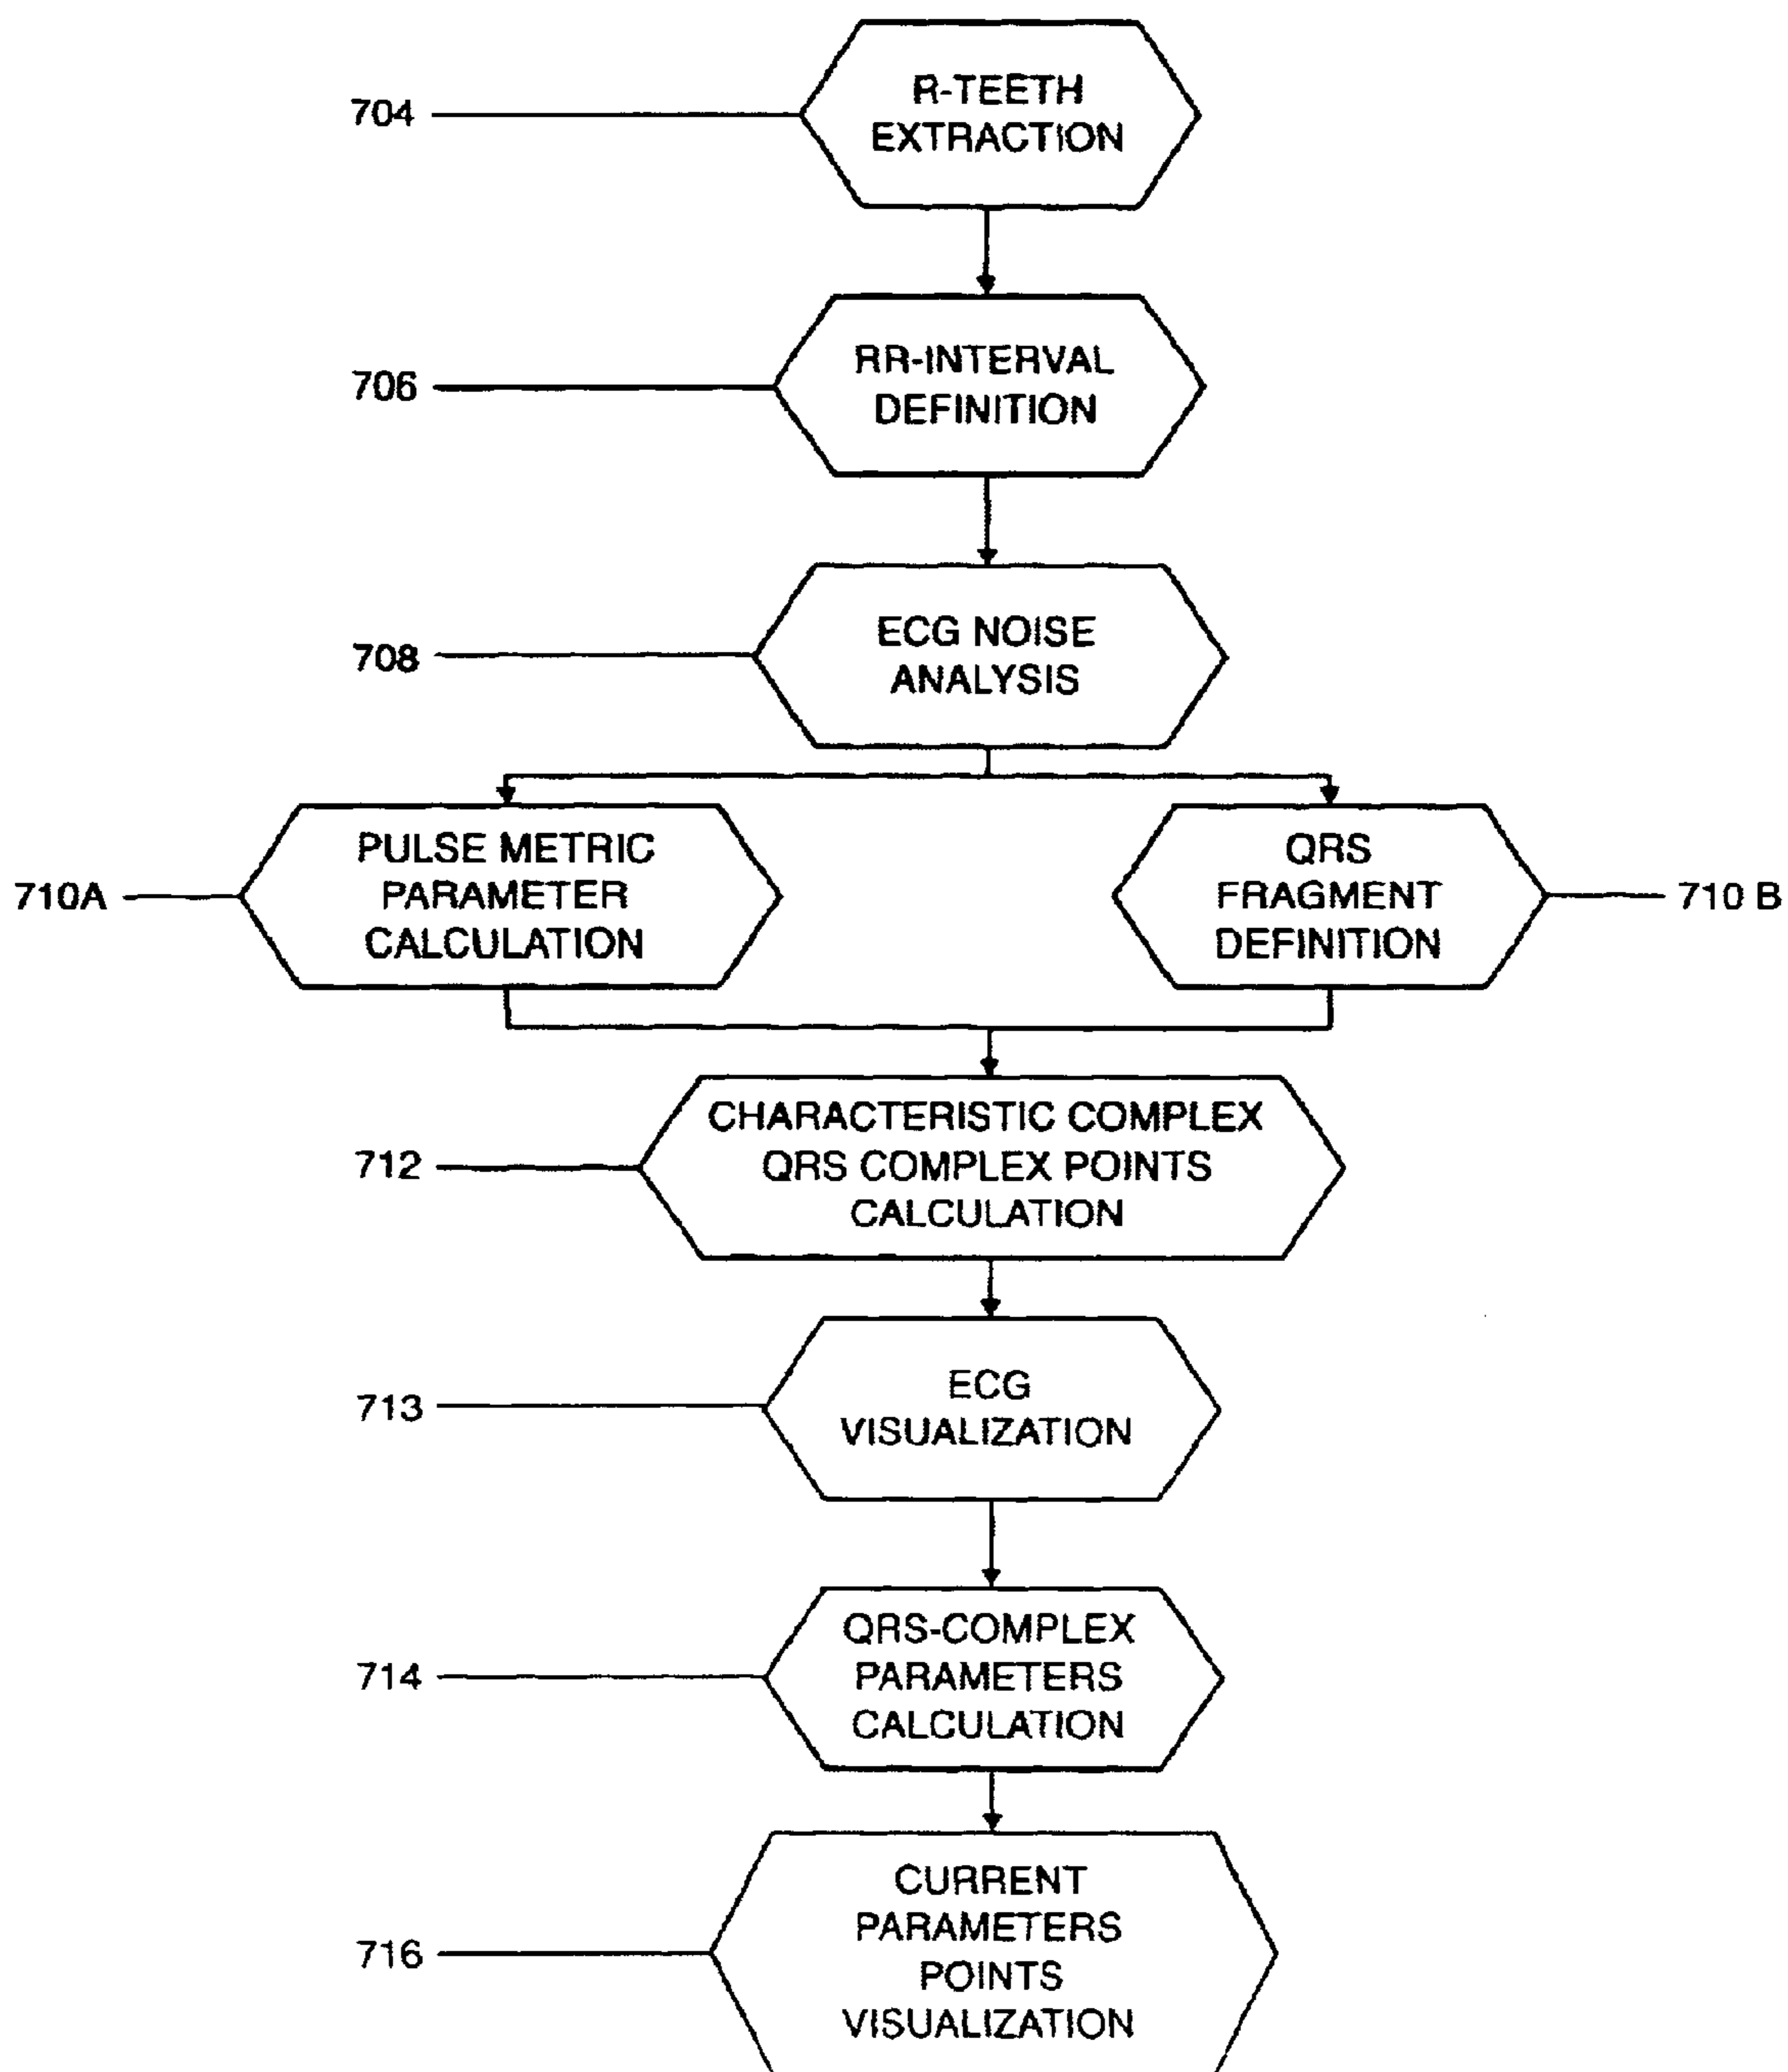 R-TEETH
EXTRACTION
704
RR-INTERVAL
DEFINITION
706
ECG NOISE
ANALYSIS
708
PULSE METRIC
PARAMETER
CALCULATION
710A
QRS
FRAGMENT
DEFINITION
710 B
CHARACTERISTIC COMPLEX
QRS COMPLEX POINTS
CALCULATION
712
ECG
VISUALIZATION
713
QRS-COMPLEX
PARAMETERS
CALCULATION
714
CURRENT
PARAMETERS
POINTS
VISUALIZATION
716